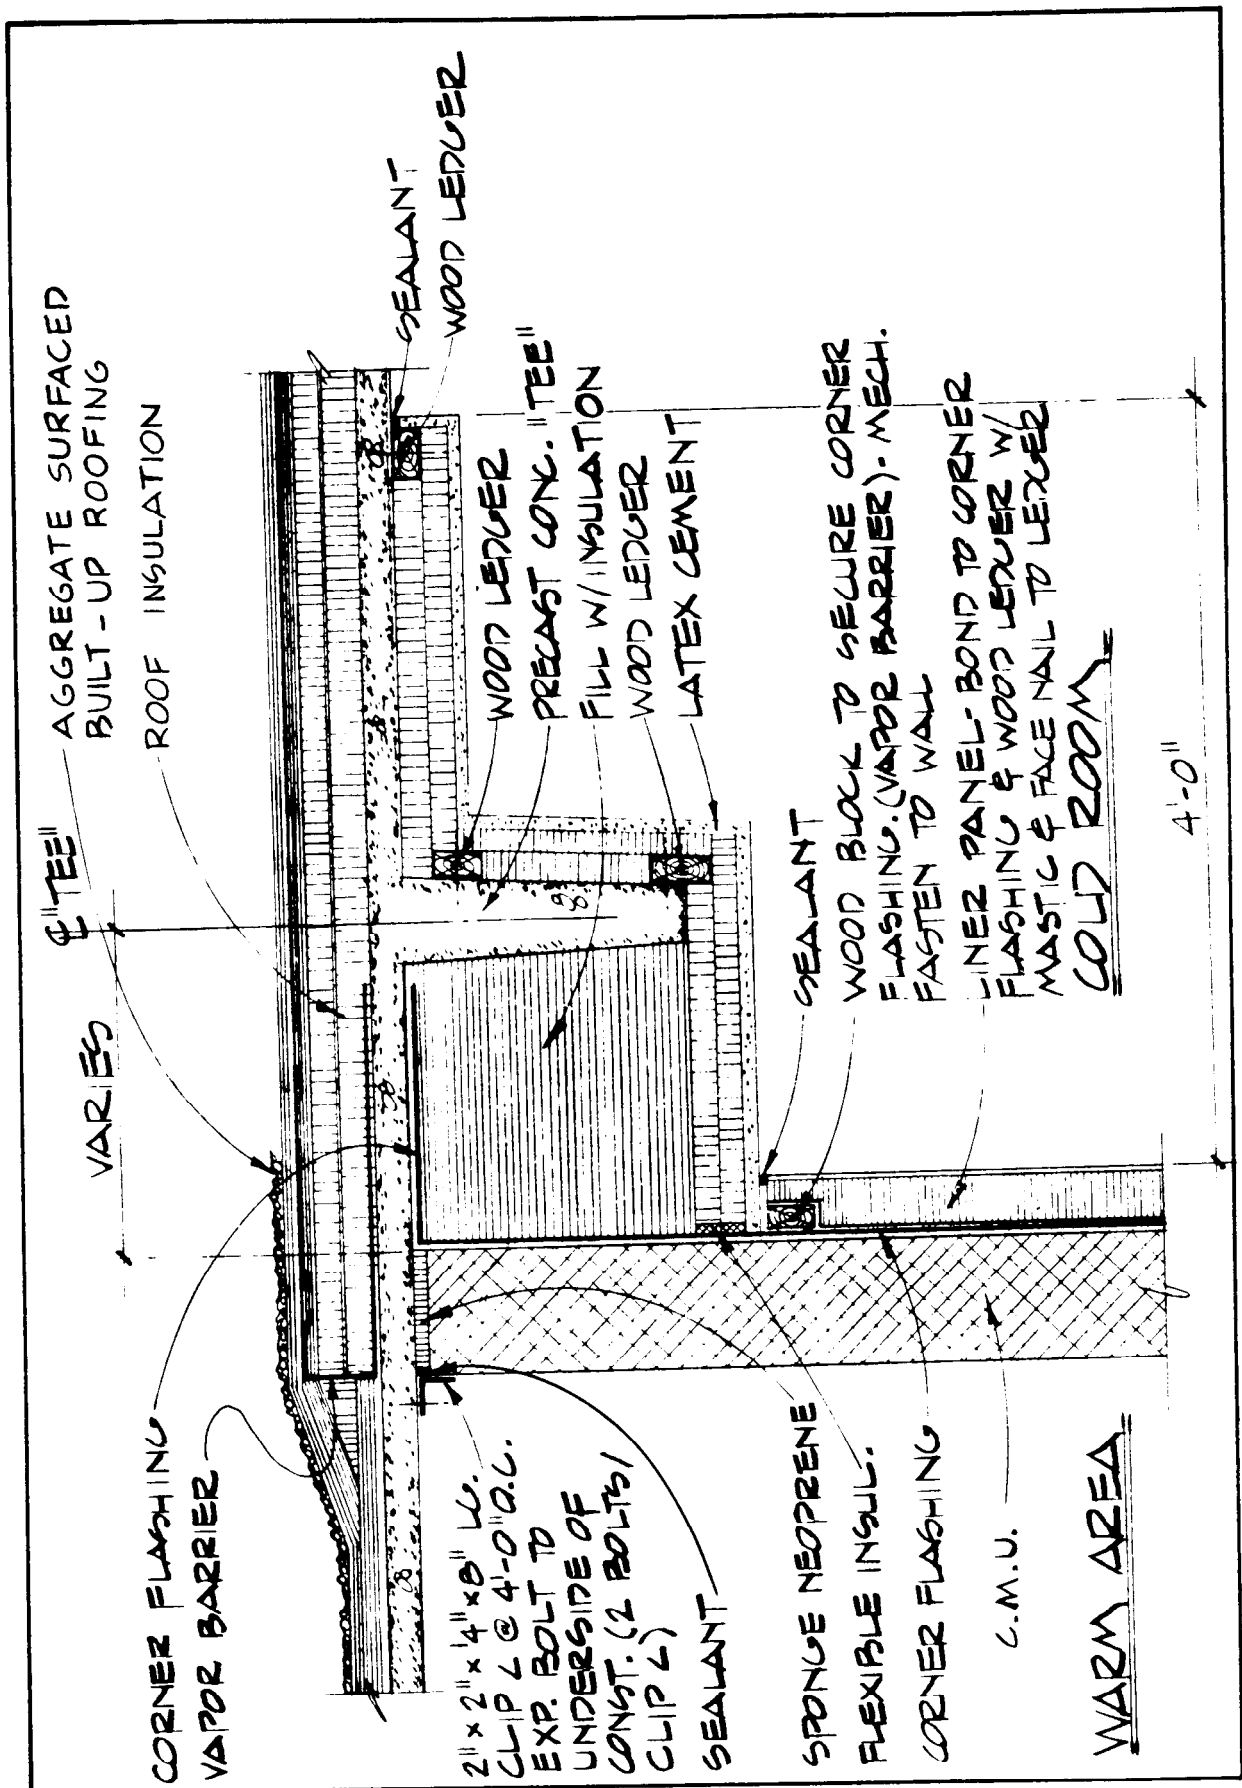 AGGREGATE SURFACED
BUILT-UP ROOFING
ROOF INSULATION
℄ "TEE"
VARIES
CORNER FLASHING
VAPOR BARRIER
SEALANT
WOOD LEDGER
WOOD LEDGER
PRECAST CONC. "TEE"
FILL W/INSULATION
WOOD LEDGER
LATEX CEMENT
2" x 2" x 1/4" x 8" LG.
CLIP L @ 4'-0" O.C.
EXP. BOLT TO
UNDERSIDE OF
CONST. (2 BOLTS/
CLIP L)
SEALANT
SPONGE NEOPRENE
FLEXIBLE INSUL.
CORNER FLASHING
C.M.U.
WARM AREA
SEALANT
WOOD BLOCK TO SECURE CORNER
FLASHING. (VAPOR BARRIER). MECH.
FASTEN TO WALL
LINER PANEL-BOND TO CORNER
FLASHING & WOOD LEDGER W/
MASTIC & FACE NAIL TO LEDGER
COLD ROOM
4'-0"